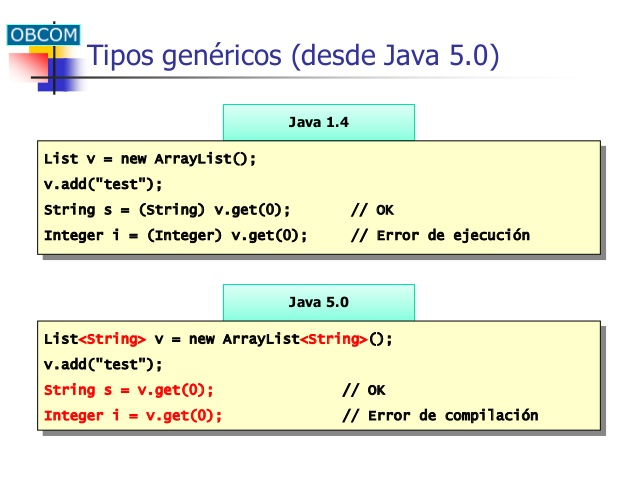 OBCOM
Tipos genéricos (desde Java 5.0)
Java 1.4
List v = new ArrayList();
v.add("test");
String s = (String) v.get(0); // OK
Integer i = (Integer) v.get(0); // Error de ejecución
Java 5.0
List<String> v = new ArrayList<String>();
v.add("test");
String s = v.get(0); // OK
Integer i = v.get(0); // Error de compilación